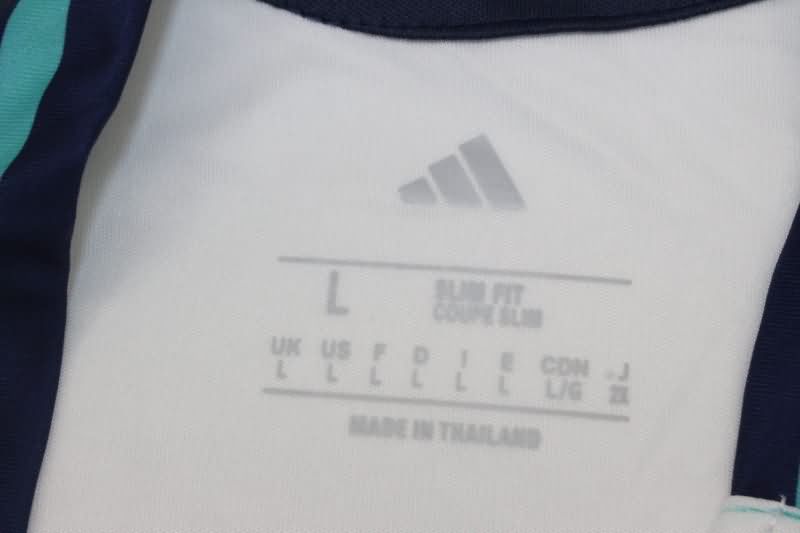 L SLIM FIT
COUPE SLIM
UK US F D I E CDN J
L L L L L L L/G 2X
MADE IN THAILAND